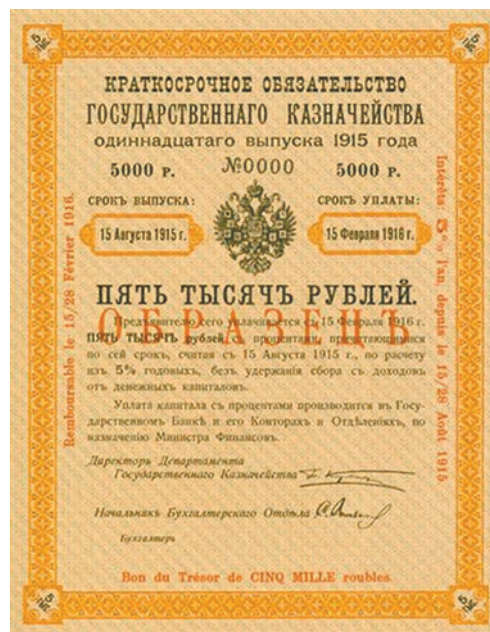 КРАТКОСРОЧНОЕ ОБЯЗАТЕЛЬСТВО
ГОСУДАРСТВЕННАГО КАЗНАЧЕЙСТВА
одиннадцатаго выпуска 1915 года
5000 р. №0000 5000 р.
СРОКЪ ВЫПУСКА: СРОКЪ УПЛАТЫ:
15 Августа 1915 г. 15 Февраля 1916 г.
ПЯТЬ ТЫСЯЧЪ РУБЛЕЙ.
ОБРАЗЕЦЪ
Предъявителю сего уплачивается съ 15 Февраля 1916 г.
ПЯТЬ ТЫСЯЧЪ рублей, съ процентами, причитающимися
по сей срокъ, считая съ 15 Августа 1915 г., по расчету
изъ 5% годовыхъ, безъ удержанія сбора съ доходовъ
отъ денежныхъ капиталовъ.
Уплата капитала съ процентами производится въ Госу-
дарственномъ Банкѣ и его Конторахъ и Отдѣленіяхъ, по
назначенію Министра Финансовъ.
Директоръ Департамента
Государственнаго Казначейства
Начальникъ Бухгалтерскаго Отдѣла
Бухгалтеръ
Bon du Trésor de CINQ MILLE roubles
Remboursable le 15/28 Février 1916.
Intérêts 5% l'an, depuis le 15/28 Août 1915